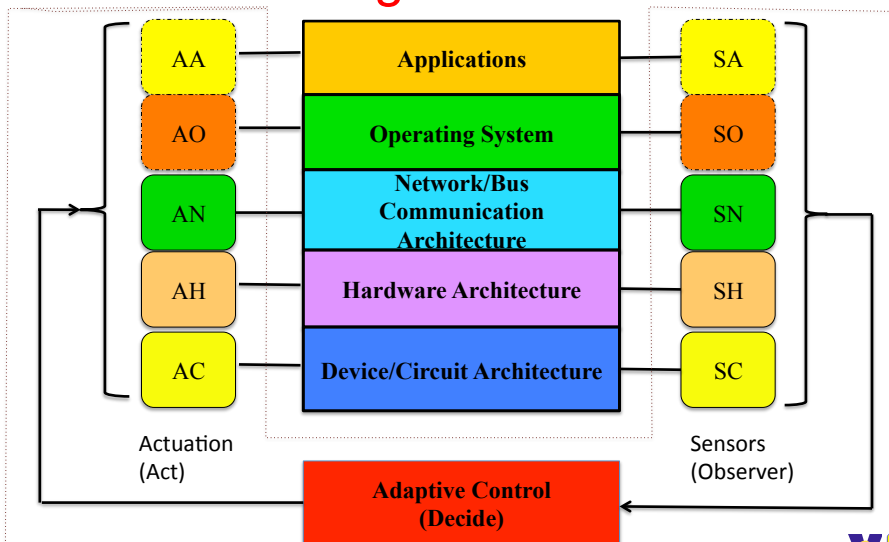 AA
Applications
SA
AO
Operating System
SO
Network/Bus
AN
Communication
SN
Architecture
AH
Hardware Architecture
SH
AC
Device/Circuit Architecture
SC
Actuation
(Act)
Sensors
(Observer)
Adaptive Control
(Decide)